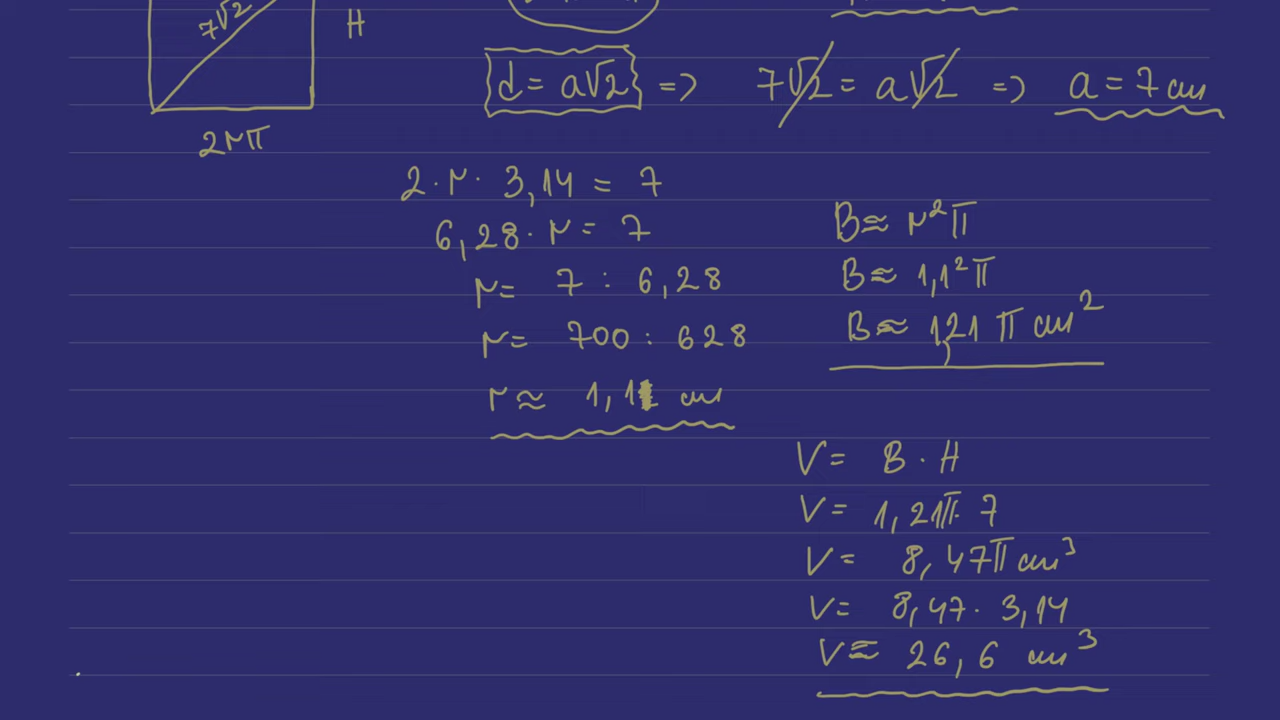 7√2
H
d = a√2 => 7√2 = a√2 => a = 7 cm
2rπ
2 · r · 3,14 = 7
6,28 · r = 7
r = 7 : 6,28
r = 700 : 628
r ≈ 1,1 cm
B ≈ r²π
B ≈ 1,1²π
B ≈ 1,21 π cm²
V = B · H
V = 1,21π · 7
V = 8,47π cm³
V = 8,47 · 3,14
V ≈ 26,6 cm³